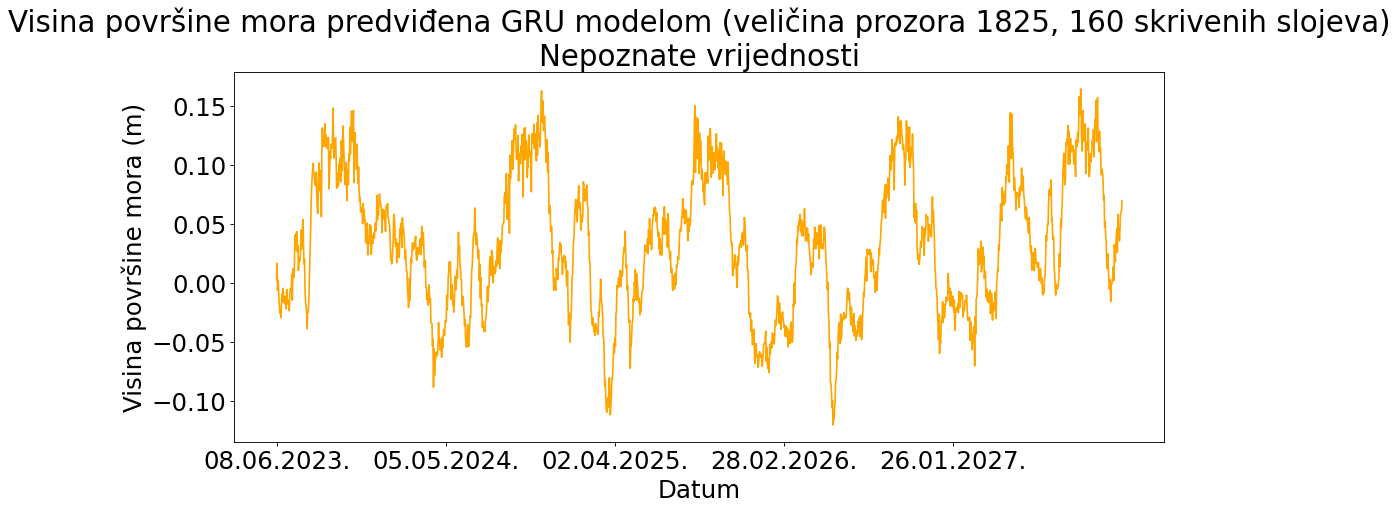 Visina površine mora predviđena GRU modelom (veličina prozora 1825, 160 skrivenih slojeva)
Nepoznate vrijednosti
Visina površine mora (m)
0.15
0.10
0.05
0.00
−0.05
−0.10
08.06.2023. 05.05.2024. 02.04.2025. 28.02.2026. 26.01.2027.
Datum